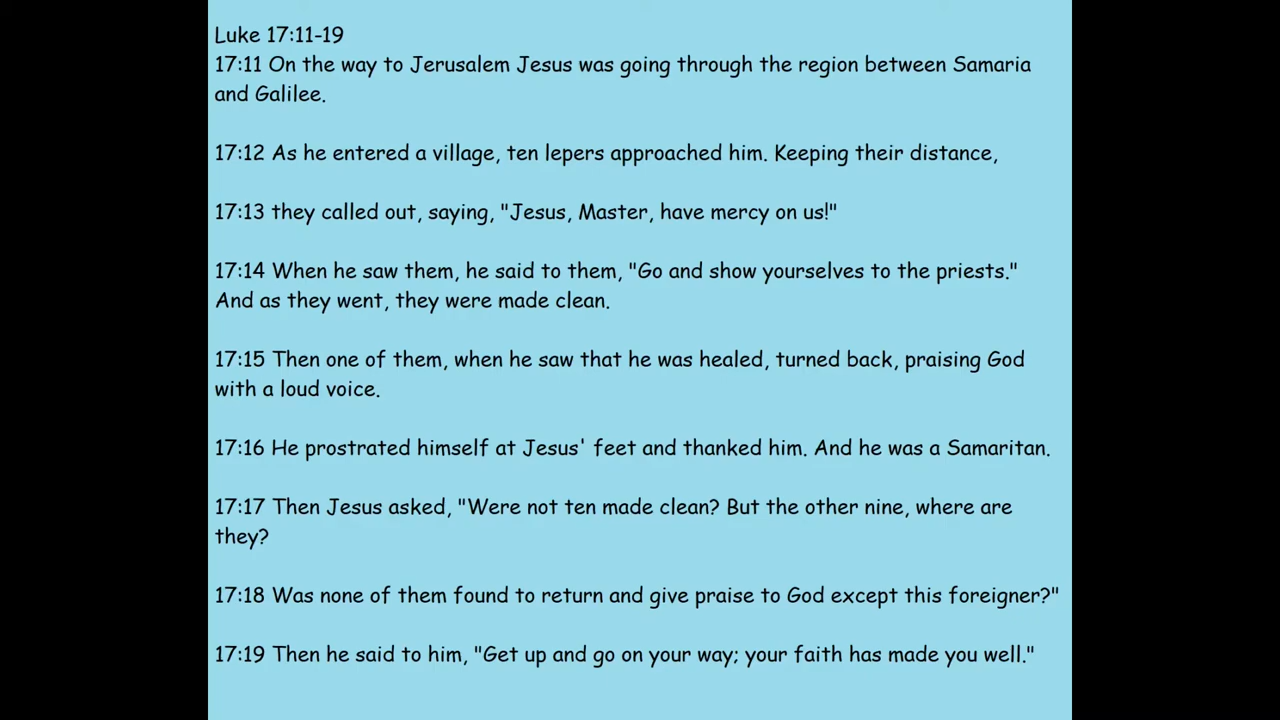 Luke 17:11-19
17:11 On the way to Jerusalem Jesus was going through the region between Samaria
and Galilee.
17:12 As he entered a village, ten lepers approached him. Keeping their distance,
17:13 they called out, saying, "Jesus, Master, have mercy on us!"
17:14 When he saw them, he said to them, "Go and show yourselves to the priests."
And as they went, they were made clean.
17:15 Then one of them, when he saw that he was healed, turned back, praising God
with a loud voice.
17:16 He prostrated himself at Jesus' feet and thanked him. And he was a Samaritan.
17:17 Then Jesus asked, "Were not ten made clean? But the other nine, where are
they?
17:18 Was none of them found to return and give praise to God except this foreigner?"
17:19 Then he said to him, "Get up and go on your way; your faith has made you well."